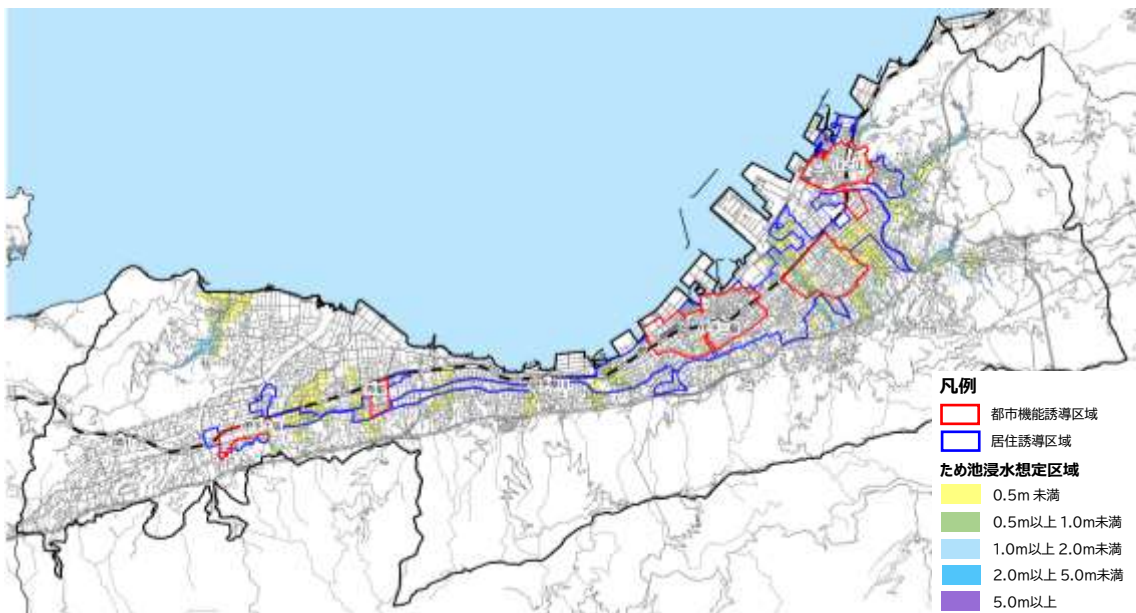 凡例
都市機能誘導区域
居住誘導区域
ため池浸水想定区域
0.5m 未満
0.5m以上 1.0m未満
1.0m以上 2.0m未満
2.0m以上 5.0m未満
5.0m以上